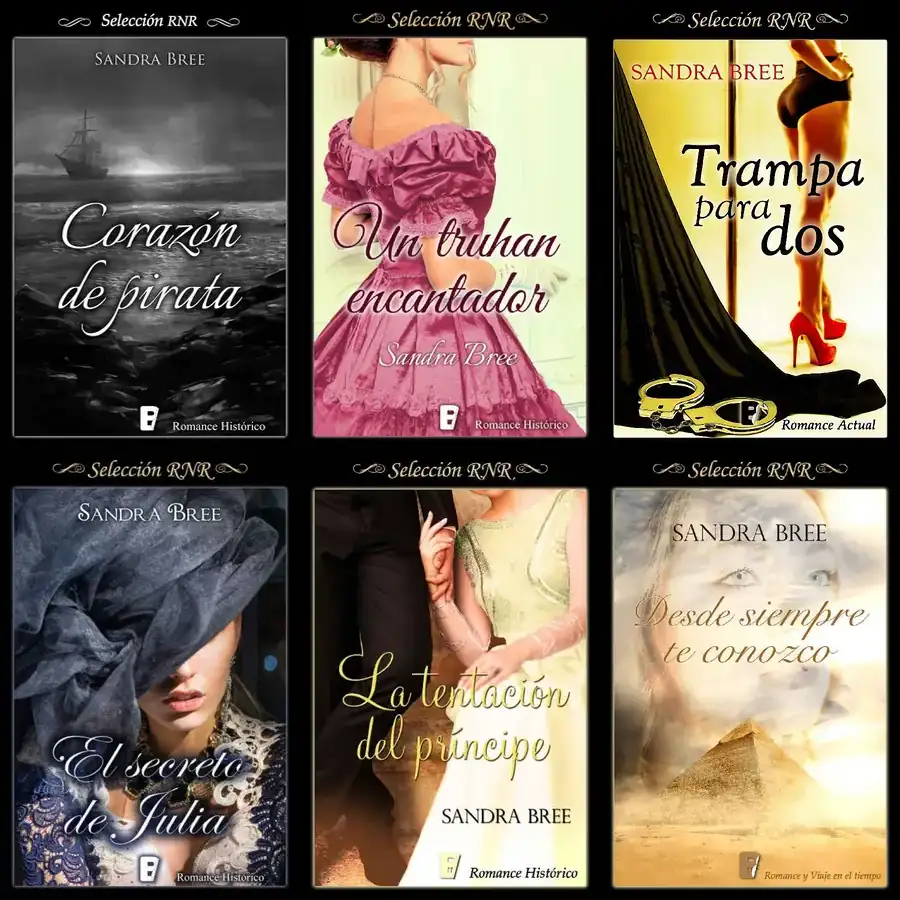 Selección RNR
SANDRA BREE
Corazón
de pirata
B
Romance Histórico
Selección RNR
Un truhan
encantador
Sandra Bree
B
Romance Histórico
Selección RNR
SANDRA BREE
Trampa
para
dos
B
Romance Actual
Selección RNR
SANDRA BREE
El secreto
de Julia
B
Romance Histórico
Selección RNR
La tentación
del príncipe
SANDRA BREE
Romance Histórico
Selección RNR
SANDRA BREE
Desde siempre
te conozco
Romance y Viaje en el tiempo